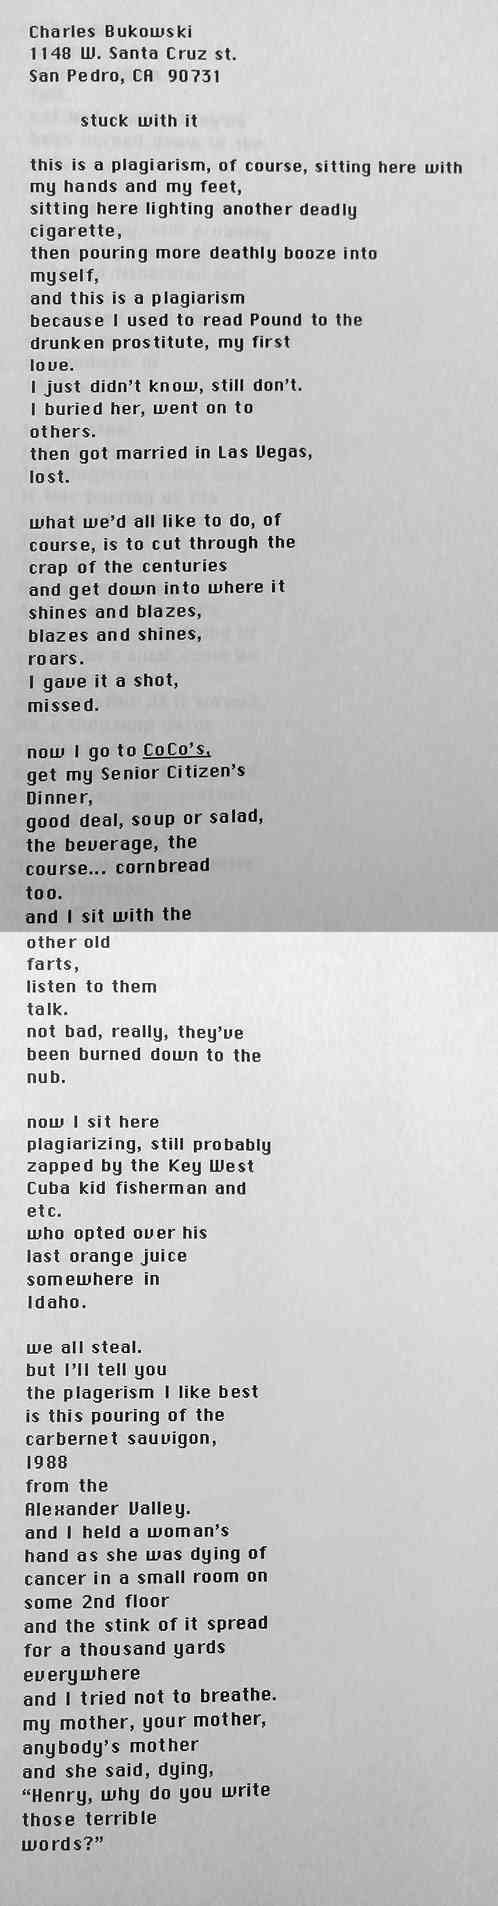 Charles Bukowski
1148 W. Santa Cruz st.
San Pedro, CA  90731
stuck with it
this is a plagiarism, of course, sitting here with
my hands and my feet,
sitting here lighting another deadly
cigarette,
then pouring more deathly booze into
myself,
and this is a plagiarism
because I used to read Pound to the
drunken prostitute, my first
love.
I just didn't know, still don't.
I buried her, went on to
others.
then got married in Las Vegas,
lost.
what we'd all like to do, of
course, is to cut through the
crap of the centuries
and get down into where it
shines and blazes,
blazes and shines,
roars.
I gave it a shot,
missed.
now I go to CoCo's,
get my Senior Citizen's
Dinner,
good deal, soup or salad,
the beverage, the
course... cornbread
too.
and I sit with the
other old
farts,
listen to them
talk.
not bad, really, they've
been burned down to the
nub.
now I sit here
plagiarizing, still probably
zapped by the Key West
Cuba kid fisherman and
etc.
who opted over his
last orange juice
somewhere in
Idaho.
we all steal.
but I'll tell you
the plagerism I like best
is this pouring of the
carbernet sauvigon,
1988
from the
Alexander Valley.
and I held a woman's
hand as she was dying of
cancer in a small room on
some 2nd floor
and the stink of it spread
for a thousand yards
everywhere
and I tried not to breathe.
my mother, your mother,
anybody's mother
and she said, dying,
“Henry, why do you write
those terrible
words?”